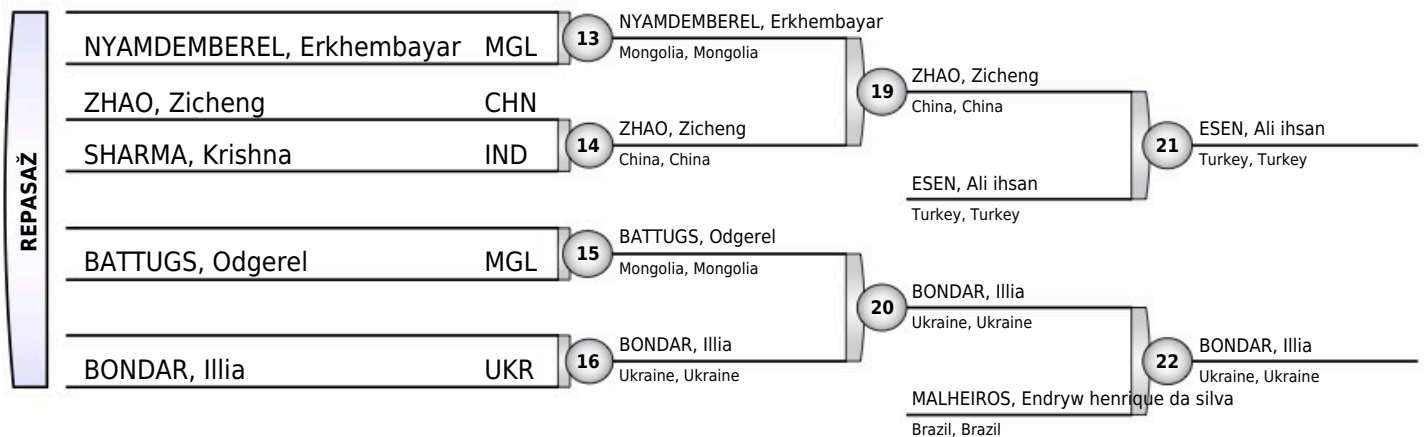 REPASAŽ
NYAMDEMBEREL, Erkhembayar MGL
ZHAO, Zicheng CHN
SHARMA, Krishna IND
BATTUGS, Odgerel MGL
BONDAR, Illia UKR
13
14
15
16
NYAMDEMBEREL, Erkhembayar
Mongolia, Mongolia
ZHAO, Zicheng
China, China
BATTUGS, Odgerel
Mongolia, Mongolia
BONDAR, Illia
Ukraine, Ukraine
19
20
ZHAO, Zicheng
China, China
ESEN, Ali ihsan
Turkey, Turkey
BONDAR, Illia
Ukraine, Ukraine
MALHEIROS, Endryw henrique da silva
Brazil, Brazil
21
22
ESEN, Ali ihsan
Turkey, Turkey
BONDAR, Illia
Ukraine, Ukraine